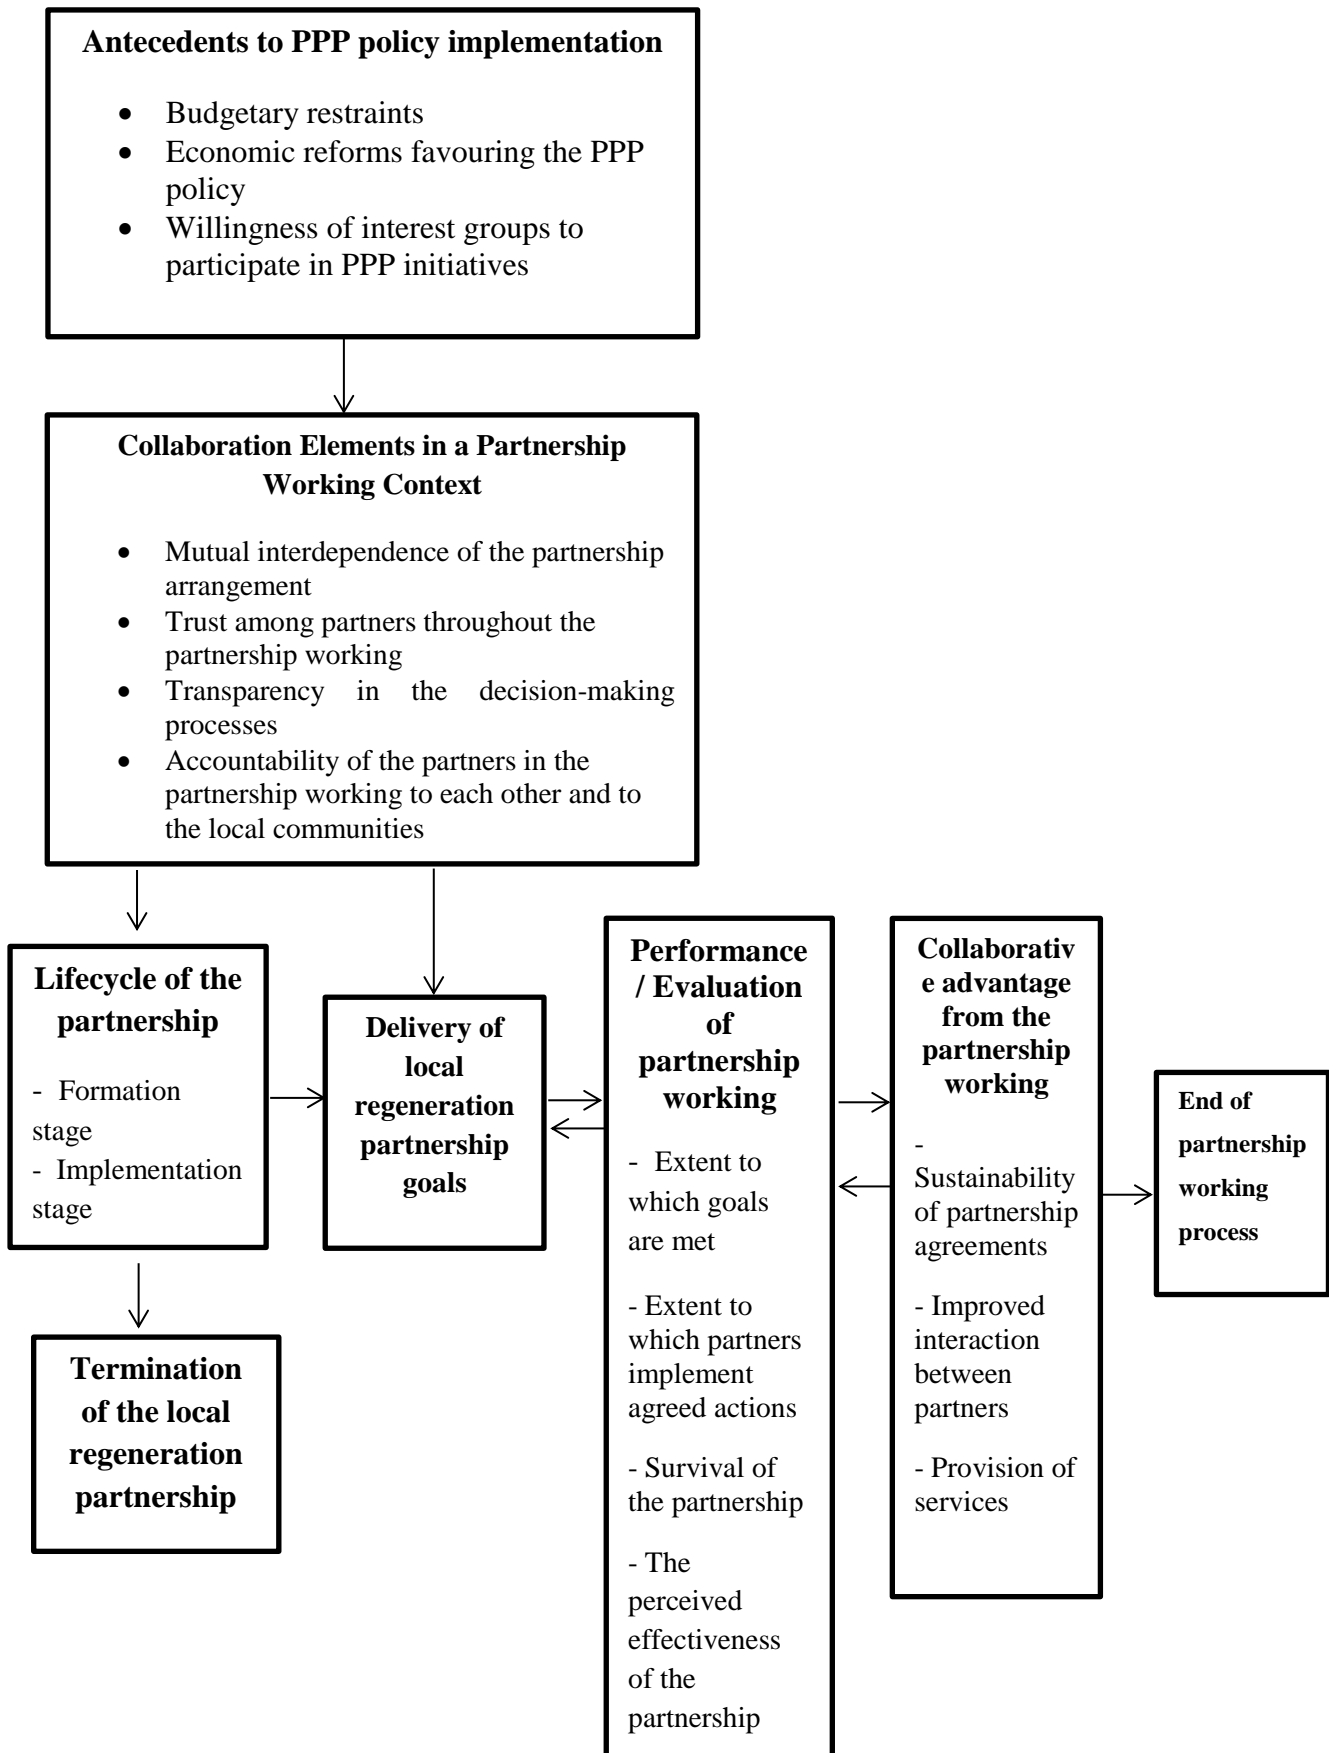 Antecedents to PPP policy implementation
• Budgetary restraints
• Economic reforms favouring the PPP
policy
• Willingness of interest groups to
participate in PPP initiatives
Collaboration Elements in a Partnership
Working Context
• Mutual interdependence of the partnership
arrangement
• Trust among partners throughout the
partnership working
• Transparency in the decision-making
processes
• Accountability of the partners in the
partnership working to each other and to
the local communities
Lifecycle of the
partnership
- Formation
stage
- Implementation
stage
Termination
of the local
regeneration
partnership
Delivery of
local
regeneration
partnership
goals
Performance
/ Evaluation
of
partnership
working
- Extent to
which goals
are met
- Extent to
which partners
implement
agreed actions
- Survival of
the partnership
- The
perceived
effectiveness
of the
partnership
Collaborativ
e advantage
from the
partnership
working
-
Sustainability
of partnership
agreements
- Improved
interaction
between
partners
- Provision of
services
End of
partnership
working
process